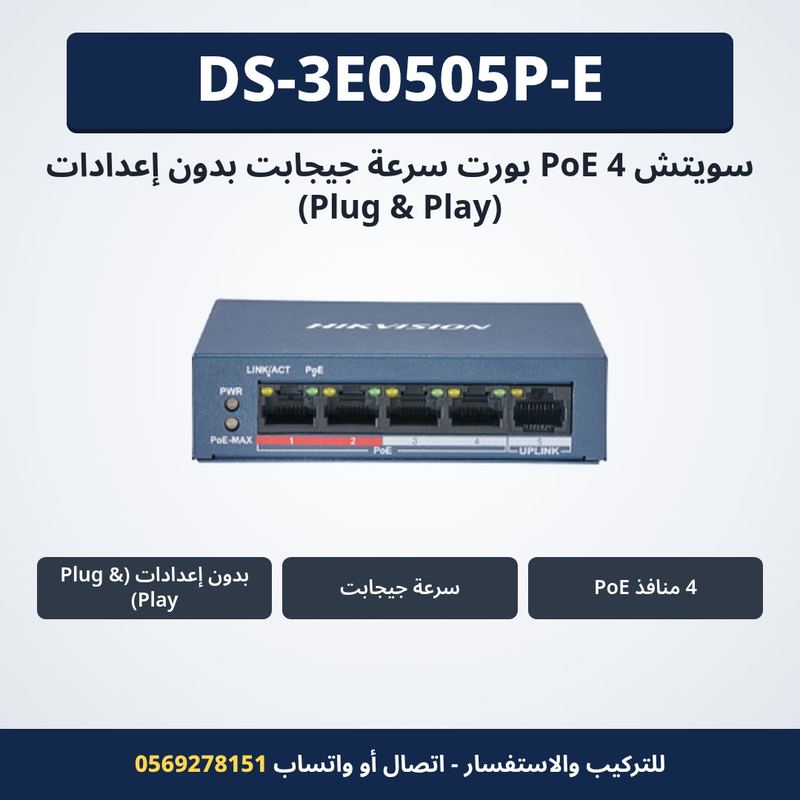 DS-3E0505P-E
سويتش 4 PoE بورت سرعة جيجابت بدون إعدادات
(Plug & Play)
HIKVISION
LINK/ACT PoE
PWR
PoE-MAX
1 2 3 4 5
PoE UPLINK
4 منافذ PoE
سرعة جيجابت
بدون إعدادات (Plug &
Play)
للتركيب والاستفسار - اتصال أو واتساب 0569278151